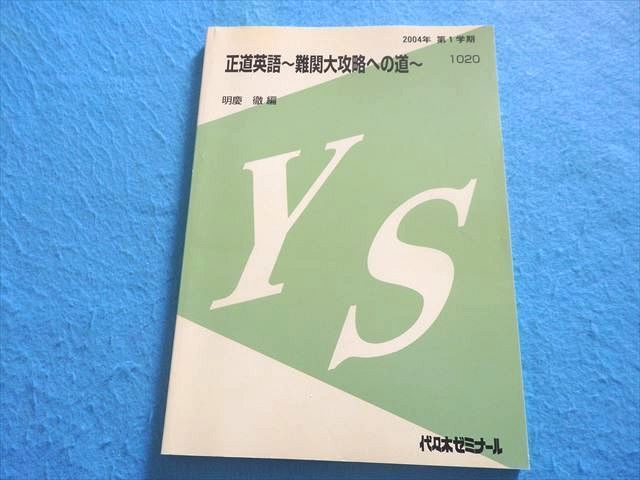 2004年 第1学期
正道英語～難関大攻略への道～
1020
明慶 徹 編
YS
代々木ゼミナール